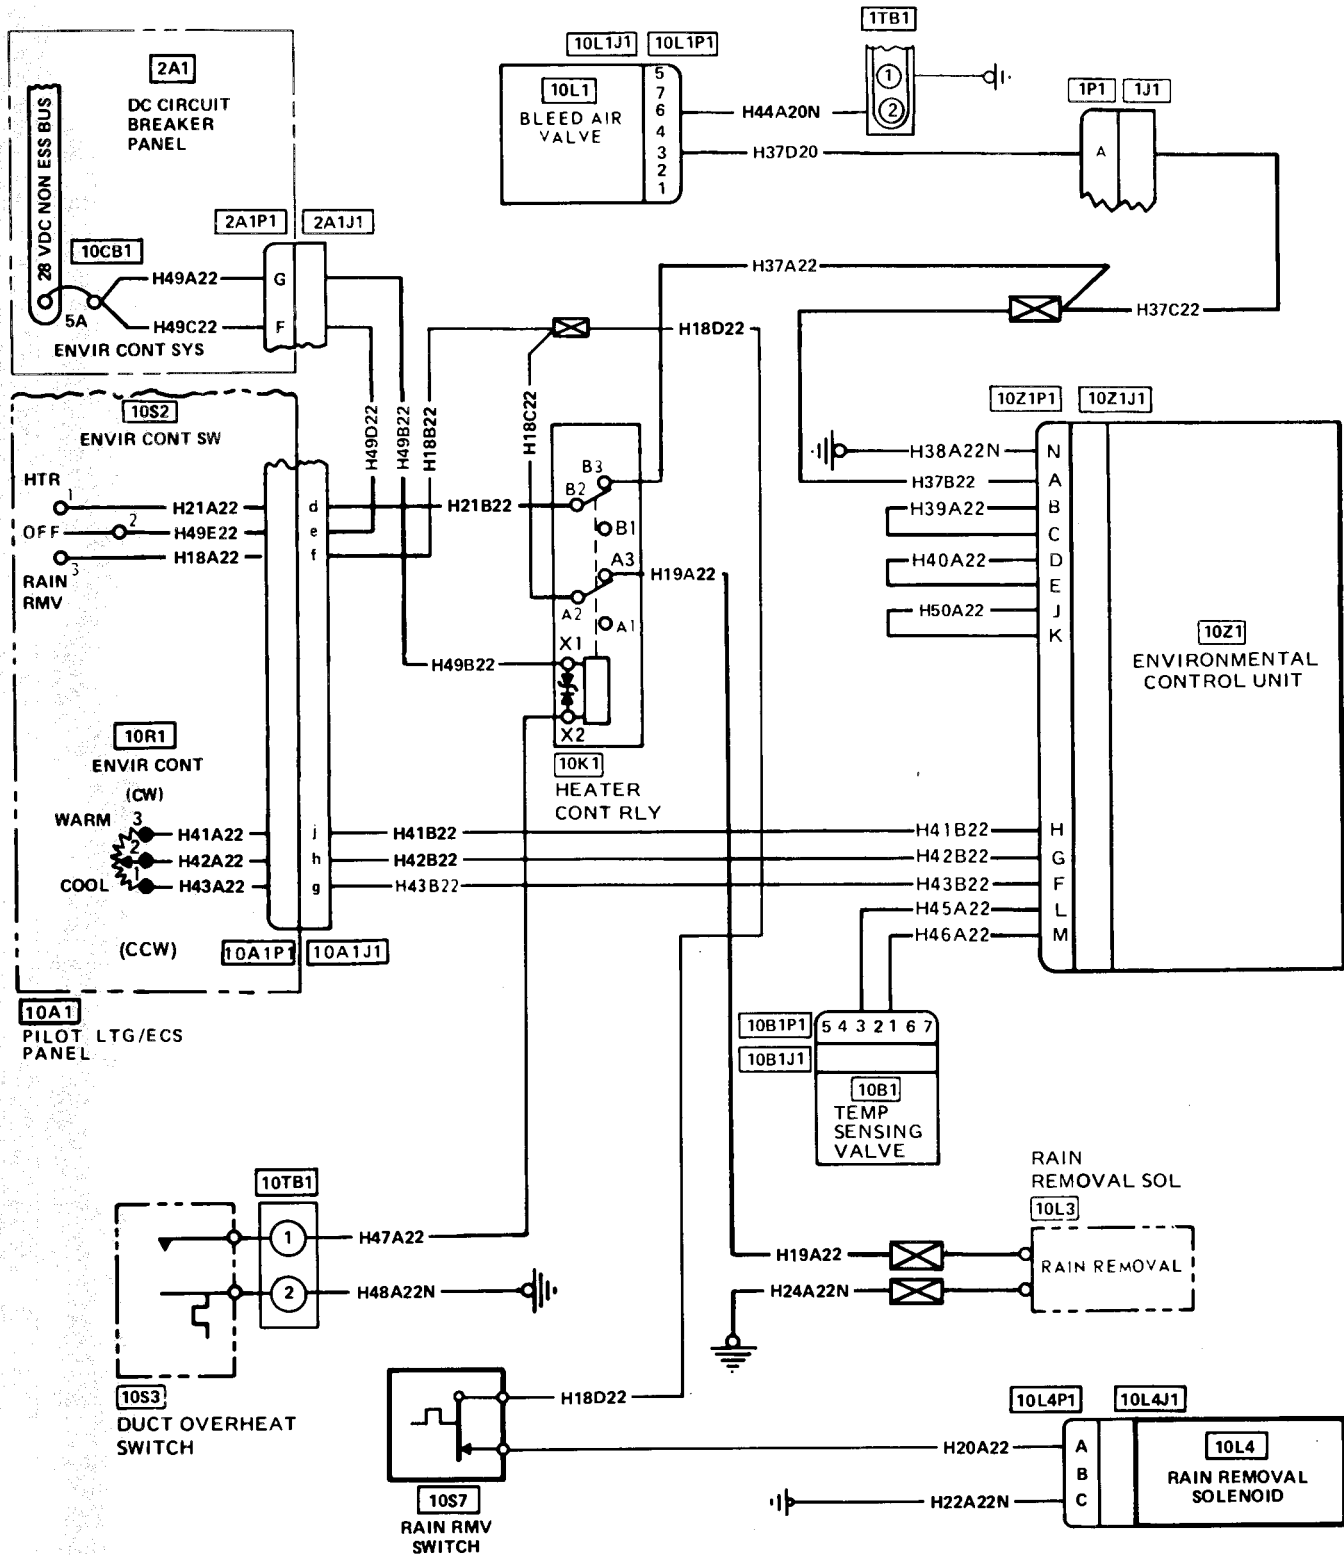 2A1
DC CIRCUIT
BREAKER
PANEL
28 VDC NON ESS BUS
10CB1
5A
ENVIR CONT SYS
H49A22
H49C22
2A1P1
2A1J1
G
F
10L1J1
10L1P1
10L1
BLEED AIR
VALVE
5
7
6
4
3
2
1
H44A20N
H37D20
1TB1
1
2
1P1
1J1
A
H37A22
H37C22
H18D22
H49D22
H49B22
H18B22
H18C22
10S2
ENVIR CONT SW
HTR
1
OFF
2
RAIN
RMV
3
H21A22
H49E22
H18A22
d
e
f
H21B22
B3
B2
B1
A3
A2
A1
X1
X2
H19A22
H49B22
10K1
HEATER
CONT RLY
10Z1P1
10Z1J1
H38A22N
N
H37B22
A
H39A22
B
C
H40A22
D
E
H50A22
J
K
10Z1
ENVIRONMENTAL
CONTROL UNIT
10R1
ENVIR CONT
(CW)
WARM
3
2
1
COOL
(CCW)
H41A22
H42A22
H43A22
j
h
g
H41B22
H42B22
H43B22
H41B22
H
H42B22
G
H43B22
F
H45A22
L
H46A22
M
10A1P1
10A1J1
10A1
PILOT LTG/ECS
PANEL
10B1P1
5 4 3 2 1 6 7
10B1J1
10B1
TEMP
SENSING
VALVE
10TB1
1
2
H47A22
H48A22N
10S3
DUCT OVERHEAT
SWITCH
RAIN
REMOVAL SOL
10L3
RAIN REMOVAL
H19A22
H24A22N
H18D22
10S7
RAIN RMV
SWITCH
10L4P1
10L4J1
H20A22
A
B
H22A22N
C
10L4
RAIN REMOVAL
SOLENOID